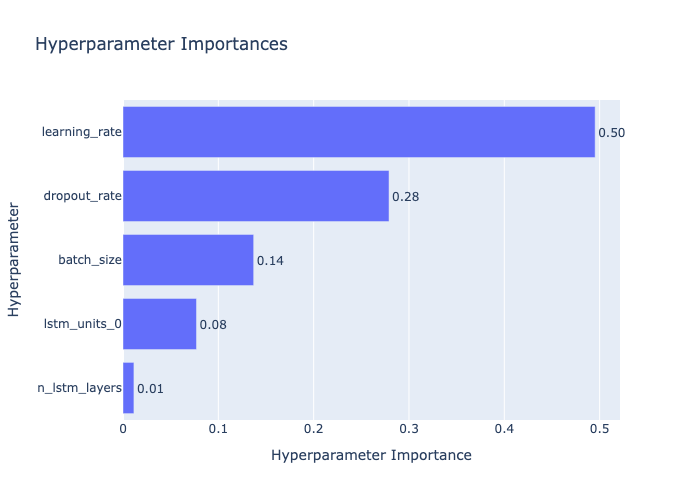 Hyperparameter Importances
learning_rate
0.50
dropout_rate
0.28
batch_size
0.14
lstm_units_0
0.08
n_lstm_layers
0.01
Hyperparameter
0
0.1
0.2
0.3
0.4
0.5
Hyperparameter Importance